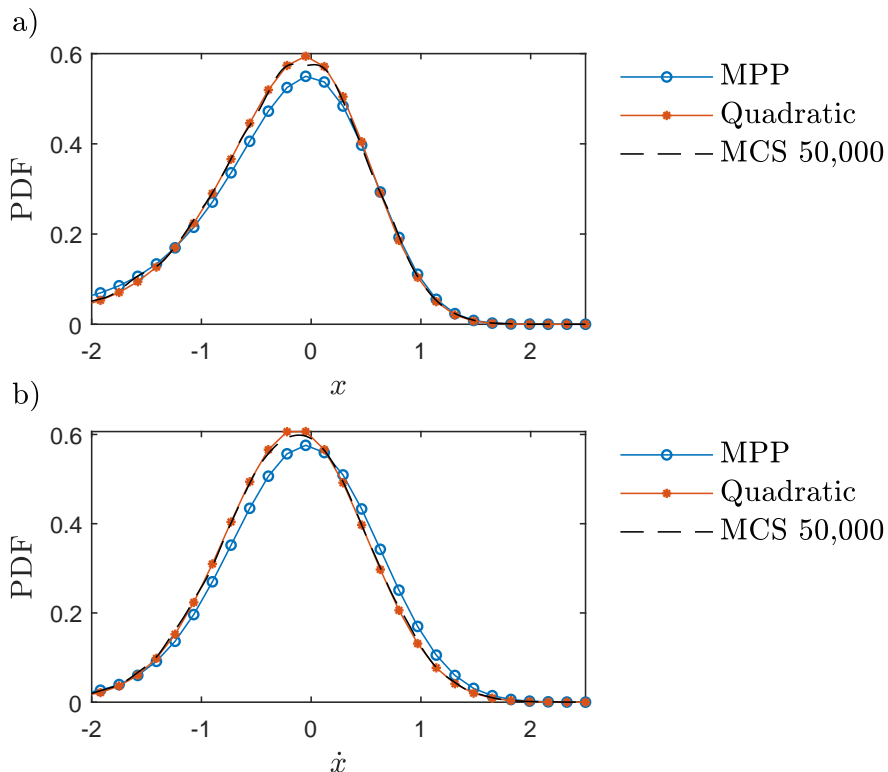 a)
0.6
0.4
0.2
0
PDF
-2 -1 0 1 2
x
MPP
Quadratic
MCS 50,000
b)
0.6
0.4
0.2
0
PDF
-2 -1 0 1 2
ẋ
MPP
Quadratic
MCS 50,000